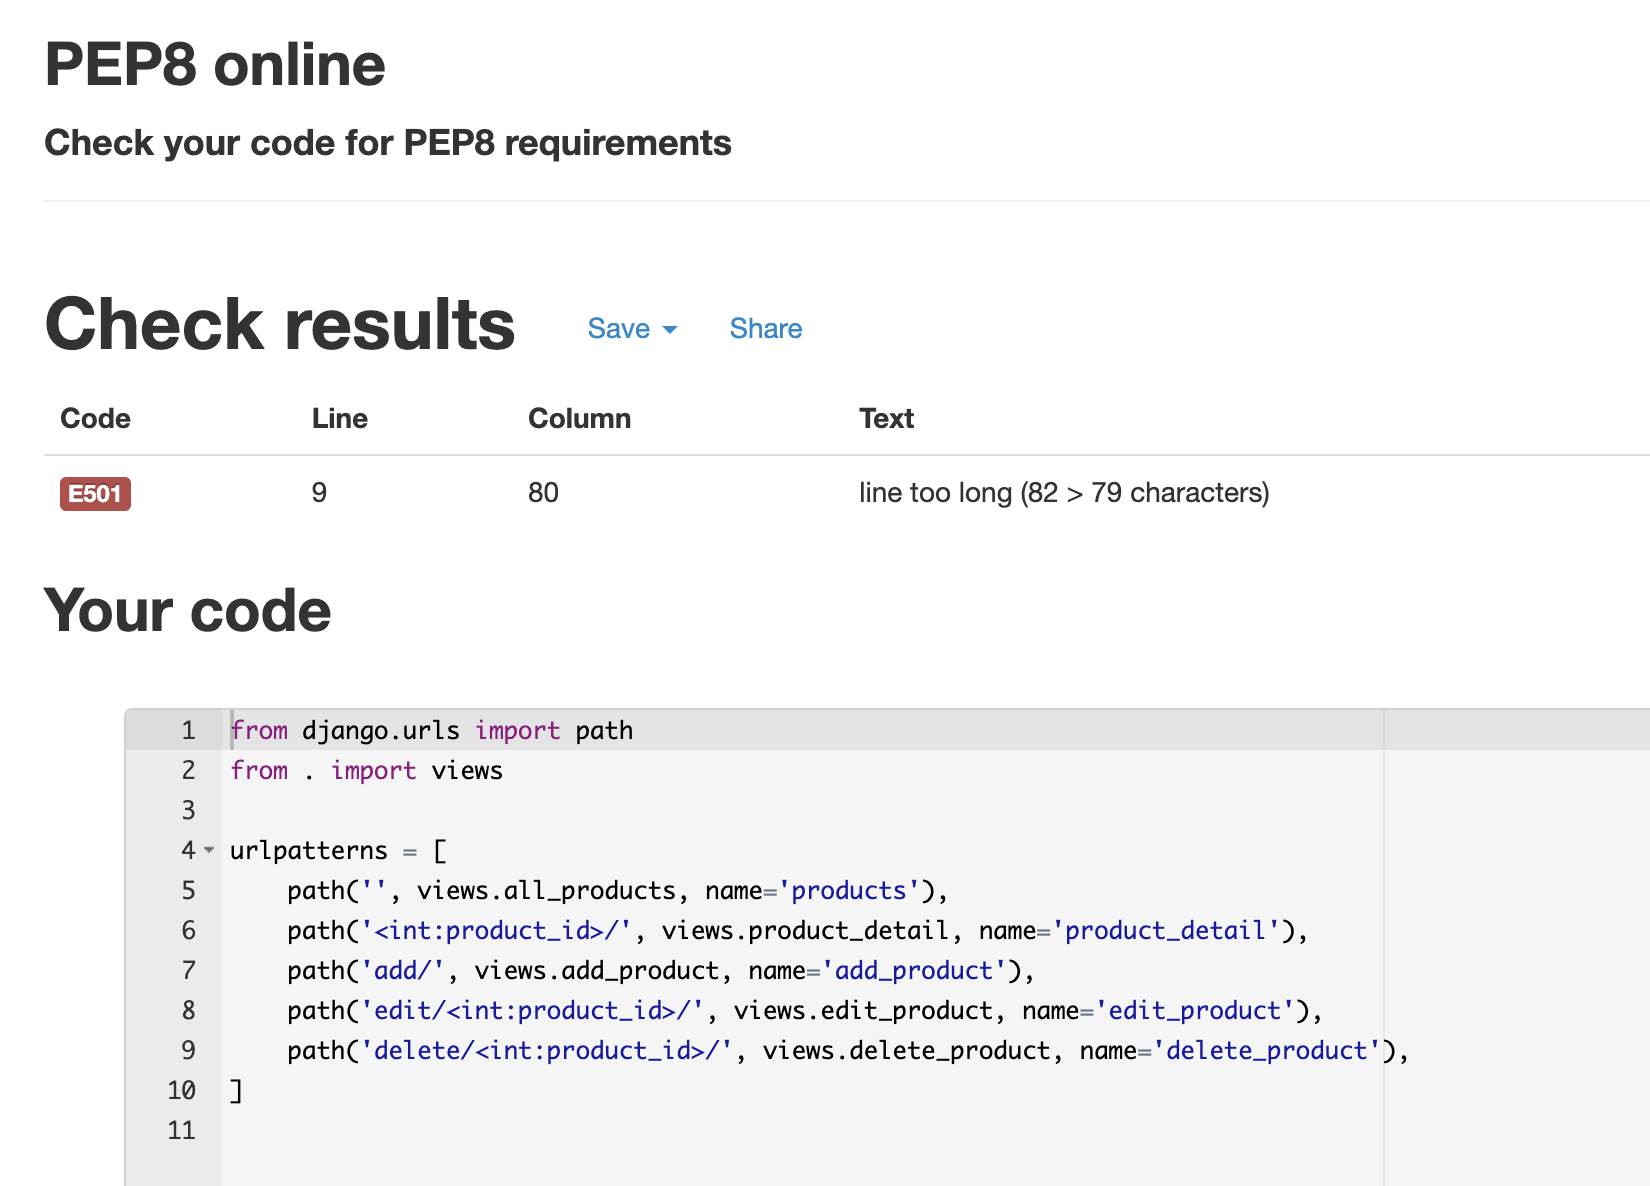 PEP8 online
Check your code for PEP8 requirements
Check results Save Share
Code Line Column Text
E501 9 80 line too long (82 > 79 characters)
Your code
1 from django.urls import path
2 from . import views
3
4 urlpatterns = [
5     path('', views.all_products, name='products'),
6     path('<int:product_id>/', views.product_detail, name='product_detail'),
7     path('add/', views.add_product, name='add_product'),
8     path('edit/<int:product_id>/', views.edit_product, name='edit_product'),
9     path('delete/<int:product_id>/', views.delete_product, name='delete_product'),
10 ]
11